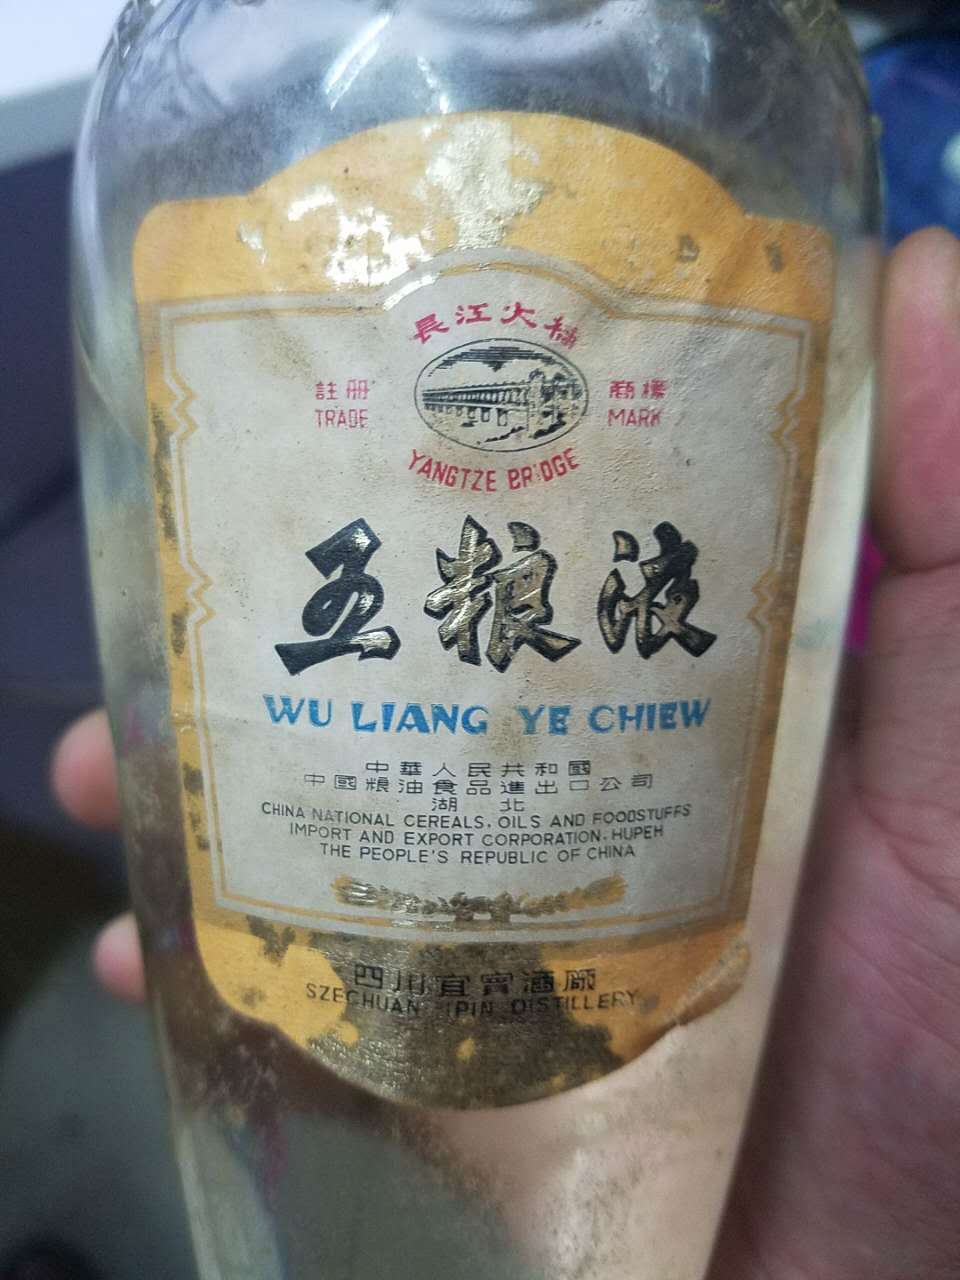 長江大橋
註冊 商標
TRADE MARK
YANGTZE BRIDGE
五粮液
WU LIANG YE CHIEW
中華人民共和國
中國粮油食品進出口公司
湖北
CHINA NATIONAL CEREALS, OILS AND FOODSTUFFS
IMPORT AND EXPORT CORPORATION, HUPEH
THE PEOPLE'S REPUBLIC OF CHINA
四川宜賓酒廠
SZECHUAN IPIN DISTILLERY